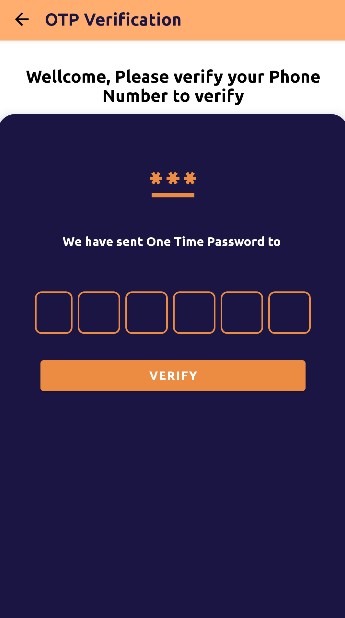 OTP Verification
Wellcome, Please verify your Phone
Number to verify
***
We have sent One Time Password to
VERIFY